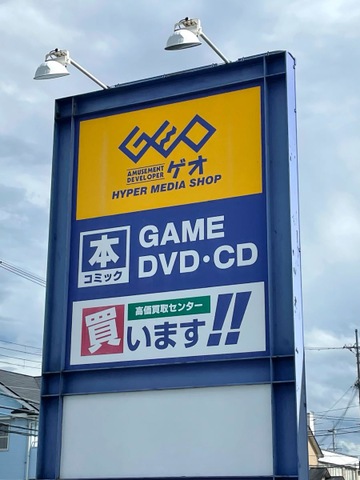 GEO
AMUSEMENT
DEVELOPER
ゲオ
HYPER MEDIA SHOP
本
コミック
GAME
DVD・CD
高価買取センター
買います!!